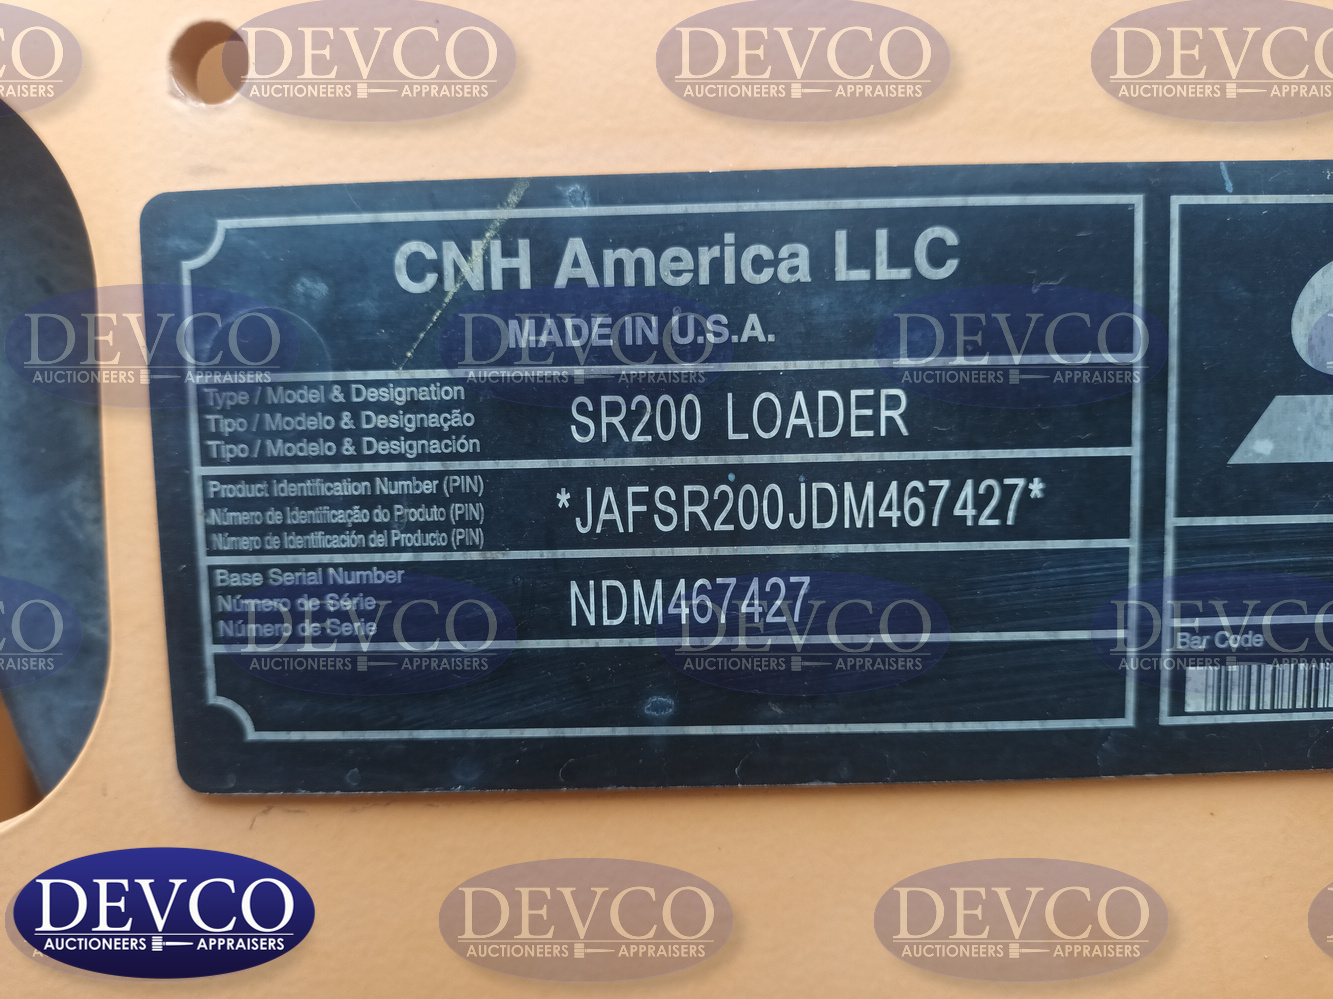 CNH America LLC
MADE IN U.S.A.
Type / Model & Designation
Tipo / Modelo & Designação
Tipo / Modelo & Designación
SR200 LOADER
Product Identification Number (PIN)
Número de Identificação do Produto (PIN)
Número de Identificación del Producto (PIN)
*JAFSR200JDM467427*
Base Serial Number
Número de Série
Número de Serie
NDM467427
Bar Code
DEVCO
AUCTIONEERS APPRAISERS